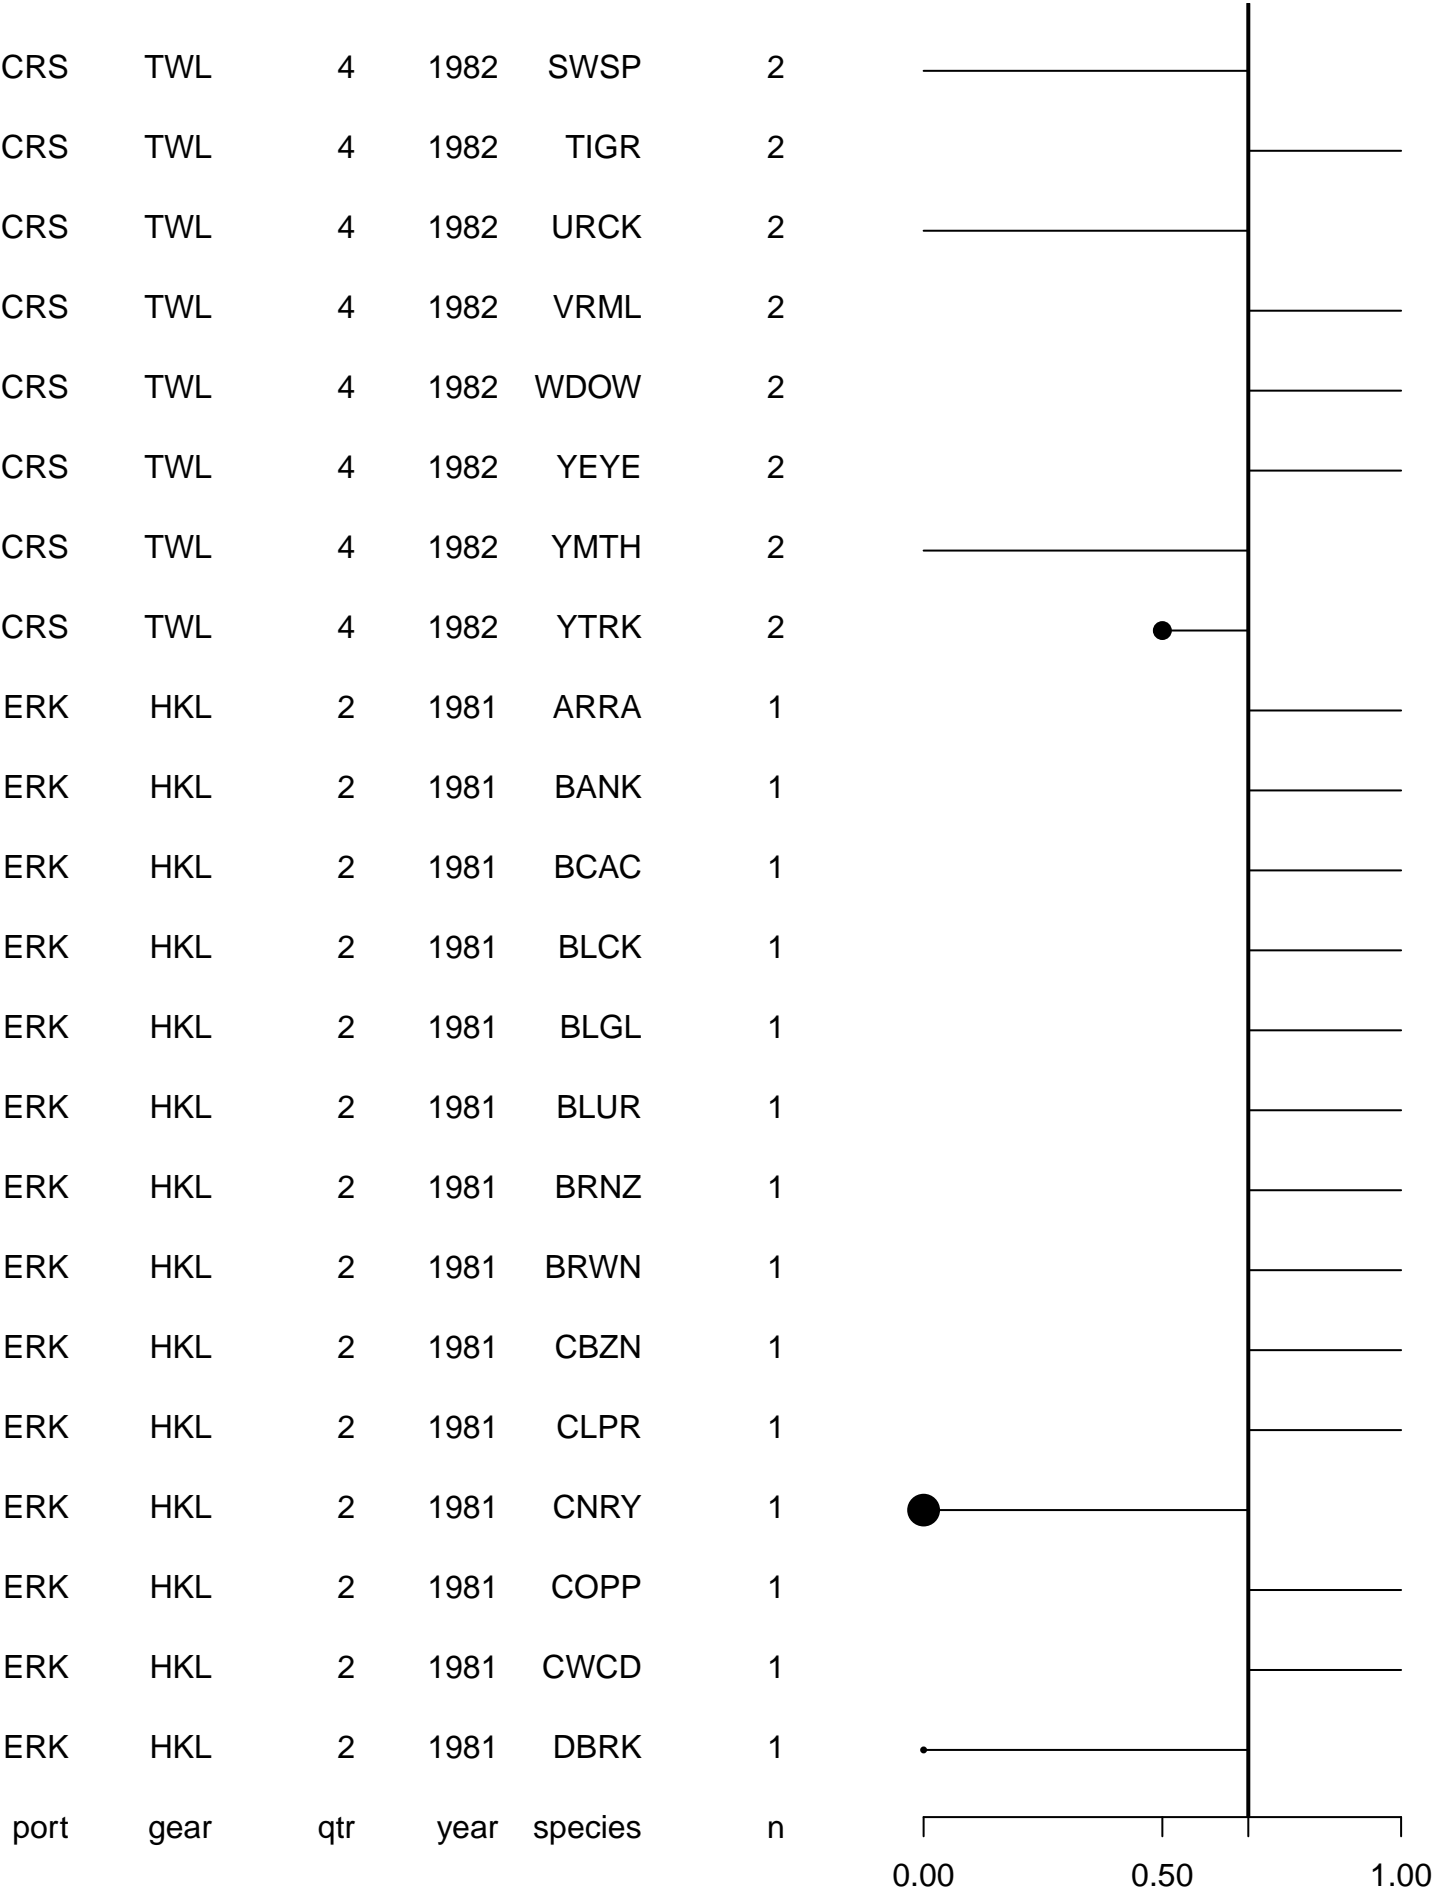 CRS TWL 4 1982 SWSP 2
CRS TWL 4 1982 TIGR 2
CRS TWL 4 1982 URCK 2
CRS TWL 4 1982 VRML 2
CRS TWL 4 1982 WDOW 2
CRS TWL 4 1982 YEYE 2
CRS TWL 4 1982 YMTH 2
CRS TWL 4 1982 YTRK 2
ERK HKL 2 1981 ARRA 1
ERK HKL 2 1981 BANK 1
ERK HKL 2 1981 BCAC 1
ERK HKL 2 1981 BLCK 1
ERK HKL 2 1981 BLGL 1
ERK HKL 2 1981 BLUR 1
ERK HKL 2 1981 BRNZ 1
ERK HKL 2 1981 BRWN 1
ERK HKL 2 1981 CBZN 1
ERK HKL 2 1981 CLPR 1
ERK HKL 2 1981 CNRY 1
ERK HKL 2 1981 COPP 1
ERK HKL 2 1981 CWCD 1
ERK HKL 2 1981 DBRK 1
port gear qtr year species n
0.00 0.50 1.00